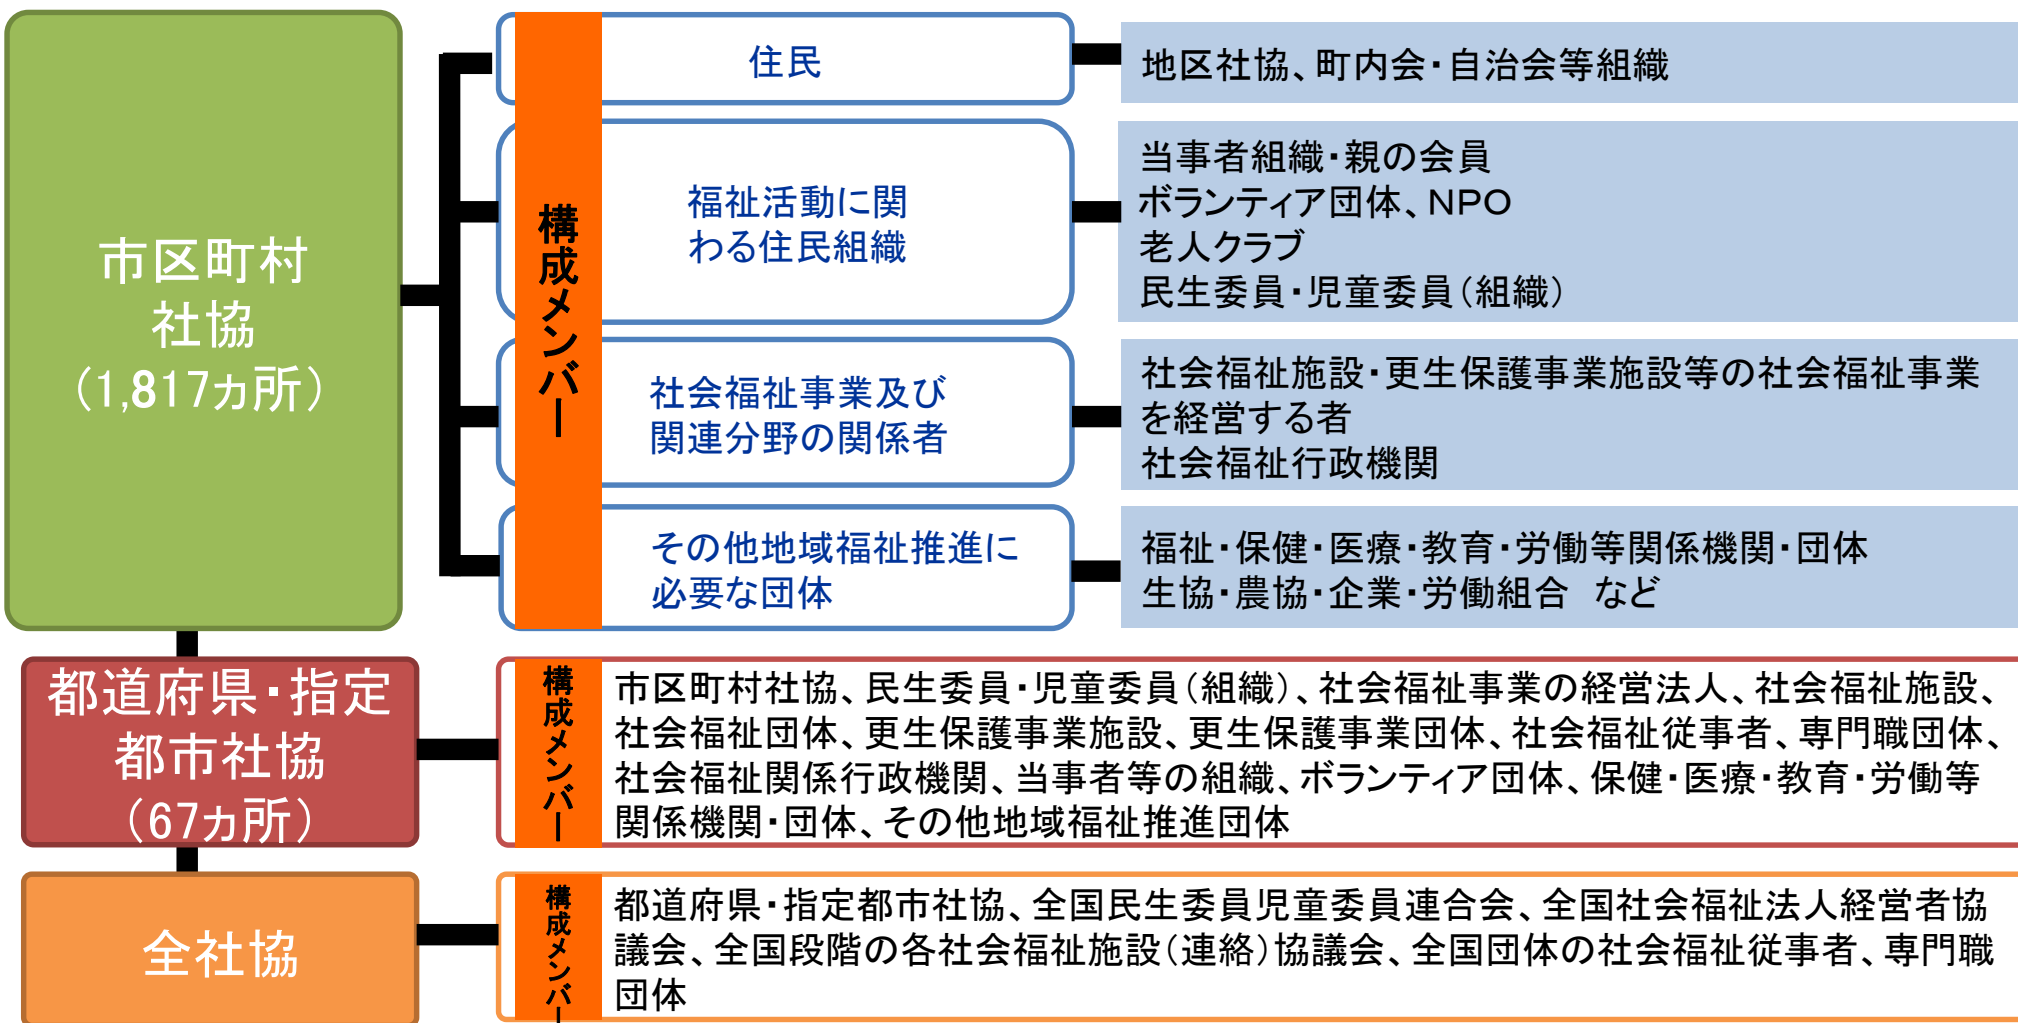 市区町村
社協
（1,817ヵ所）
構成メンバー
住民
地区社協、町内会・自治会等組織
福祉活動に関
わる住民組織
当事者組織・親の会員
ボランティア団体、NPO
老人クラブ
民生委員・児童委員（組織）
社会福祉事業及び
関連分野の関係者
社会福祉施設・更生保護事業施設等の社会福祉事業
を経営する者
社会福祉行政機関
その他地域福祉推進に
必要な団体
福祉・保健・医療・教育・労働等関係機関・団体
生協・農協・企業・労働組合　など
都道府県・指定
都市社協
（67ヵ所）
構成メンバー
市区町村社協、民生委員・児童委員（組織）、社会福祉事業の経営法人、社会福祉施設、
社会福祉団体、更生保護事業施設、更生保護事業団体、社会福祉従事者、専門職団体、
社会福祉関係行政機関、当事者等の組織、ボランティア団体、保健・医療・教育・労働等
関係機関・団体、その他地域福祉推進団体
全社協
構成メンバー
都道府県・指定都市社協、全国民生委員児童委員連合会、全国社会福祉法人経営者協
議会、全国段階の各社会福祉施設（連絡）協議会、全国団体の社会福祉従事者、専門職
団体